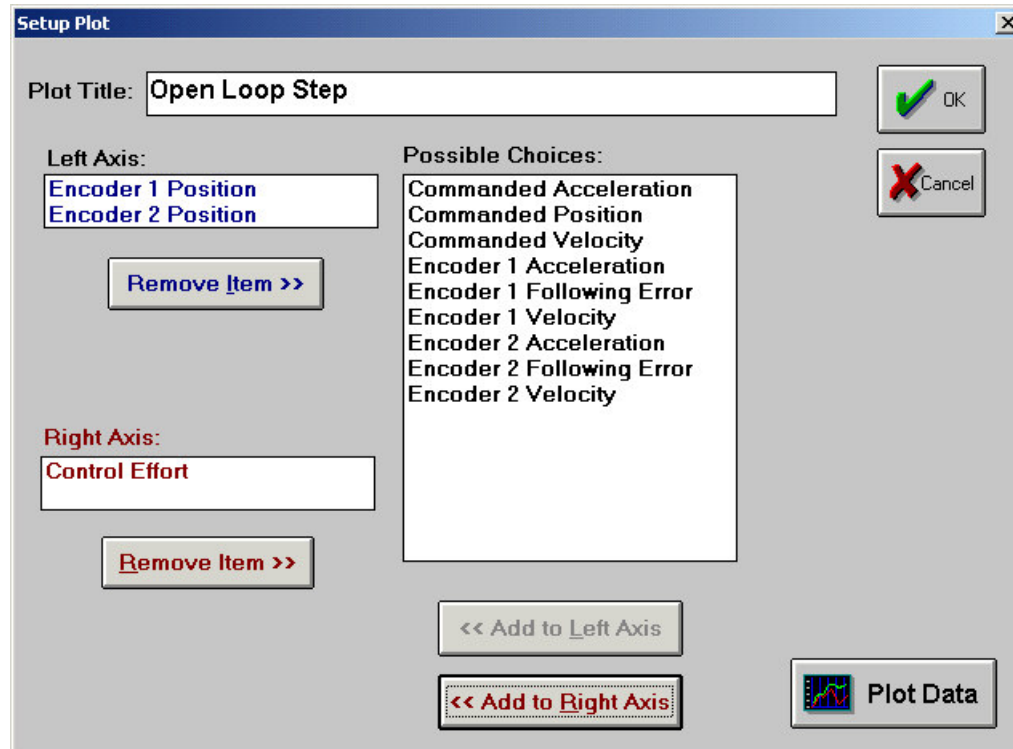 Setup Plot
Plot Title: Open Loop Step
OK
Cancel
Left Axis:
Encoder 1 Position
Encoder 2 Position
Remove Item >>
Possible Choices:
Commanded Acceleration
Commanded Position
Commanded Velocity
Encoder 1 Acceleration
Encoder 1 Following Error
Encoder 1 Velocity
Encoder 2 Acceleration
Encoder 2 Following Error
Encoder 2 Velocity
Right Axis:
Control Effort
Remove Item >>
<< Add to Left Axis
<< Add to Right Axis
Plot Data